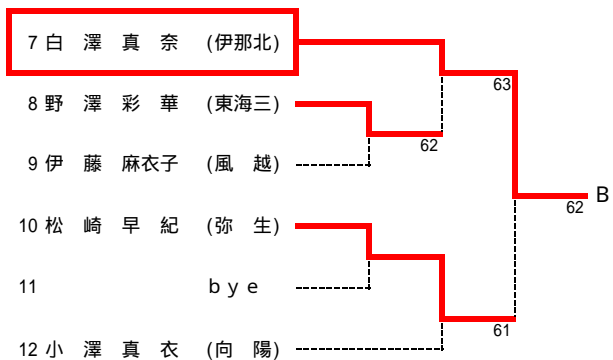 7 白 澤 真 奈 (伊那北)
63
8 野 澤 彩 華 (東海三)
62
9 伊 藤 麻衣子 (風 越)
B
62
10 松 崎 早 紀 (弥 生)
11 ｂｙｅ
61
12 小 澤 真 衣 (向 陽)